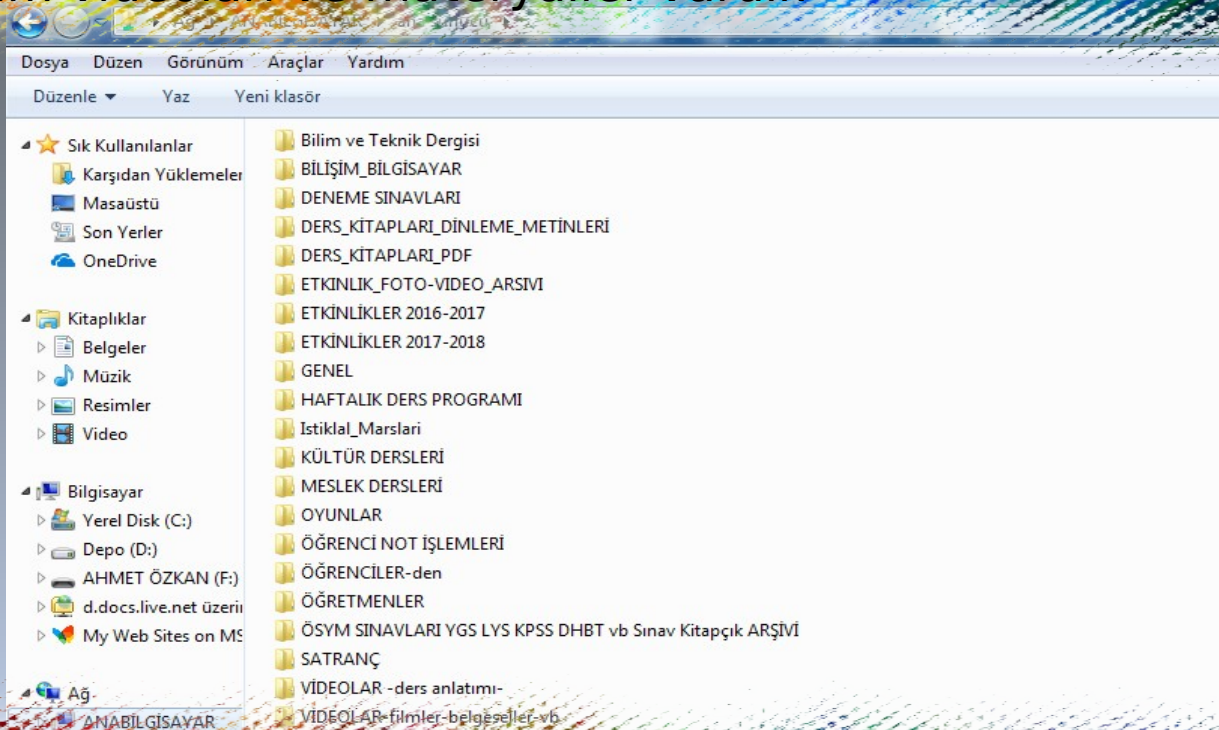 Dosya Düzen Görünüm Araçlar Yardım
Düzenle Yaz Yeni klasör
Sık Kullanılanlar
Karşıdan Yüklemeler
Masaüstü
Son Yerler
OneDrive
Kitaplıklar
Belgeler
Müzik
Resimler
Video
Bilgisayar
Yerel Disk (C:)
Depo (D:)
AHMET ÖZKAN (F:)
d.docs.live.net üzeri
My Web Sites on MS
Ağ
ANABİLGİSAYAR
Bilim ve Teknik Dergisi
BİLİŞİM_BİLGİSAYAR
DENEME SINAVLARI
DERS_KİTAPLARI_DİNLEME_METİNLERİ
DERS_KİTAPLARI_PDF
ETKINLIK_FOTO-VIDEO_ARSIVI
ETKİNLİKLER 2016-2017
ETKİNLİKLER 2017-2018
GENEL
HAFTALIK DERS PROGRAMI
Istiklal_Marslari
KÜLTÜR DERSLERİ
MESLEK DERSLERİ
OYUNLAR
ÖĞRENCİ NOT İŞLEMLERİ
ÖĞRENCİLER-den
ÖĞRETMENLER
ÖSYM SINAVLARI YGS LYS KPSS DHBT vb Sınav Kitapçık ARŞİVİ
SATRANÇ
VİDEOLAR -ders anlatımı-
VİDEOLAR-filmler-belgeseller-vb